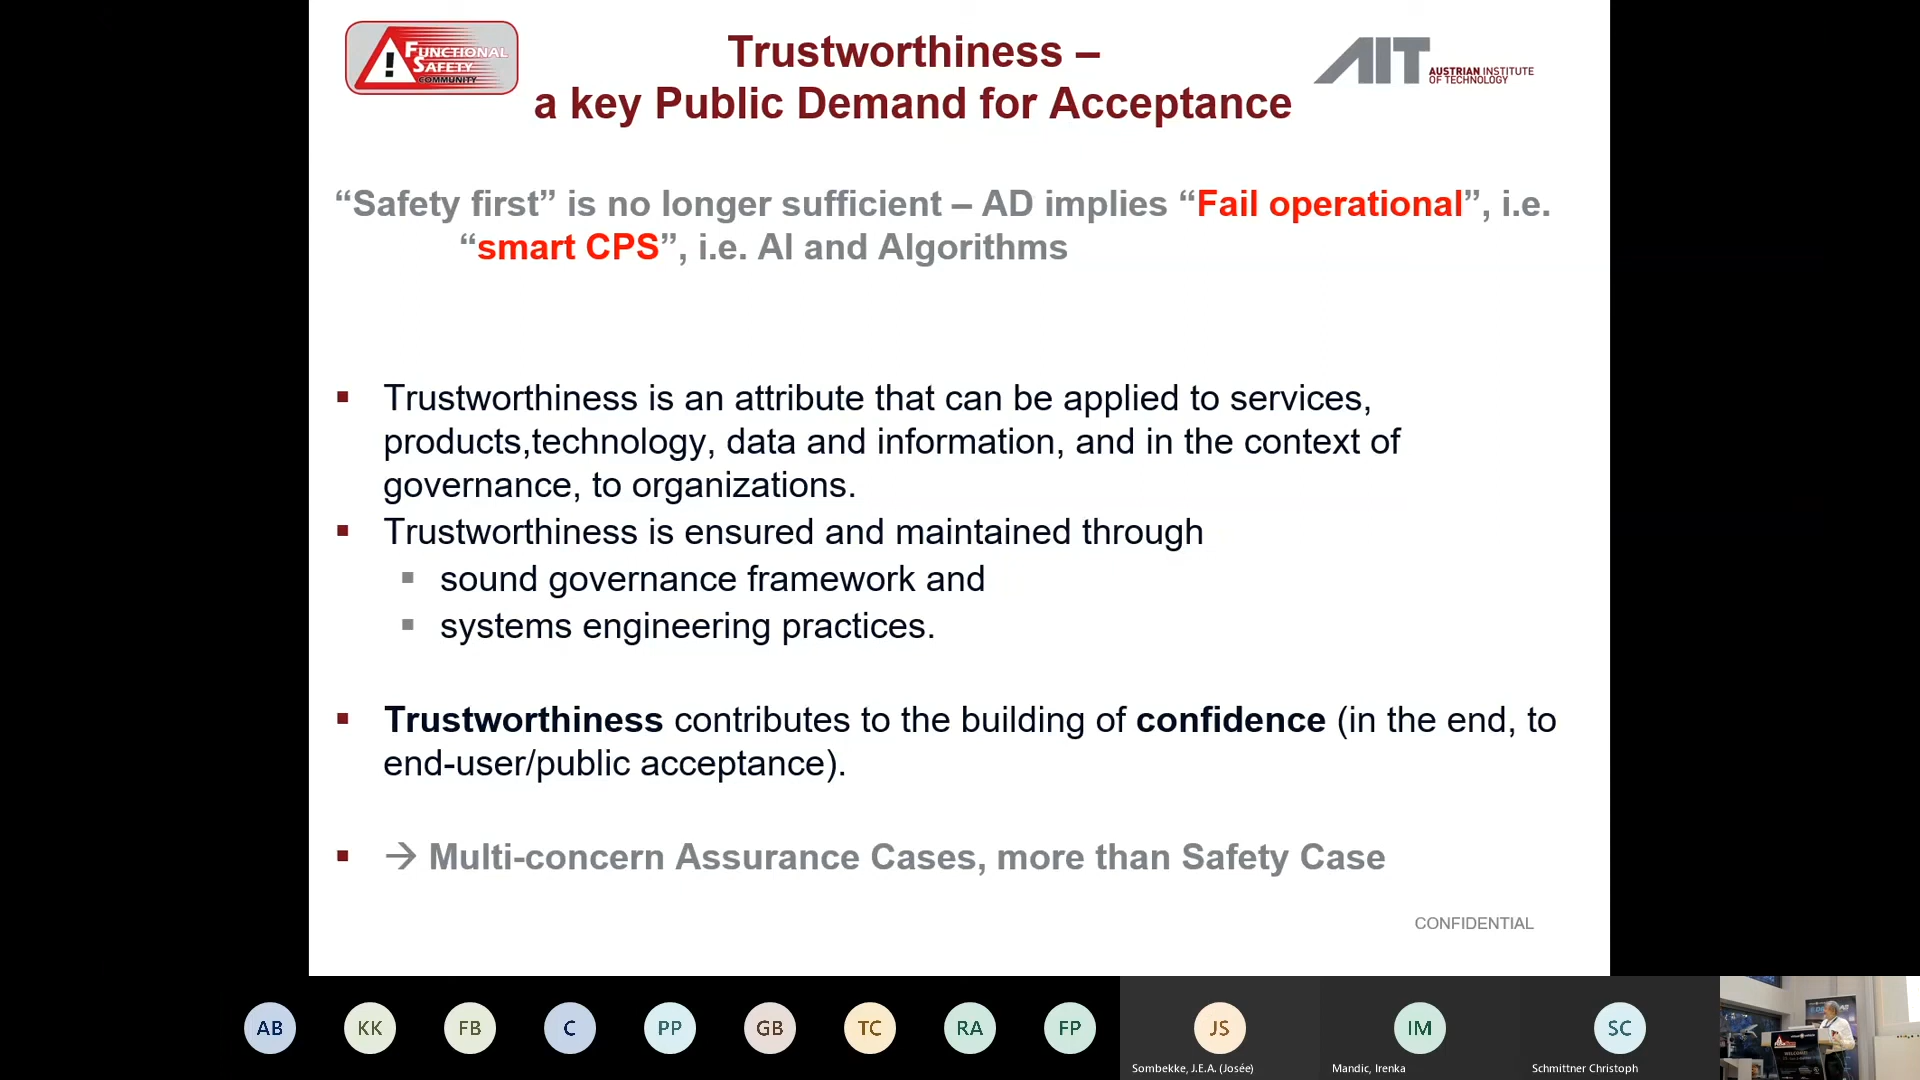 FUNCTIONAL
SAFETY
COMMUNITY
Trustworthiness –
a key Public Demand for Acceptance
AIT AUSTRIAN INSTITUTE
OF TECHNOLOGY
“Safety first” is no longer sufficient – AD implies “Fail operational”, i.e.
“smart CPS”, i.e. AI and Algorithms
Trustworthiness is an attribute that can be applied to services,
products,technology, data and information, and in the context of
governance, to organizations.
Trustworthiness is ensured and maintained through
sound governance framework and
systems engineering practices.
Trustworthiness contributes to the building of confidence (in the end, to
end-user/public acceptance).
→ Multi-concern Assurance Cases, more than Safety Case
CONFIDENTIAL
AB KK FB C PP GB TC RA FP JS IM SC
Sombekke, J.E.A. (Josée) Mandic, Irenka Schmittner Christoph